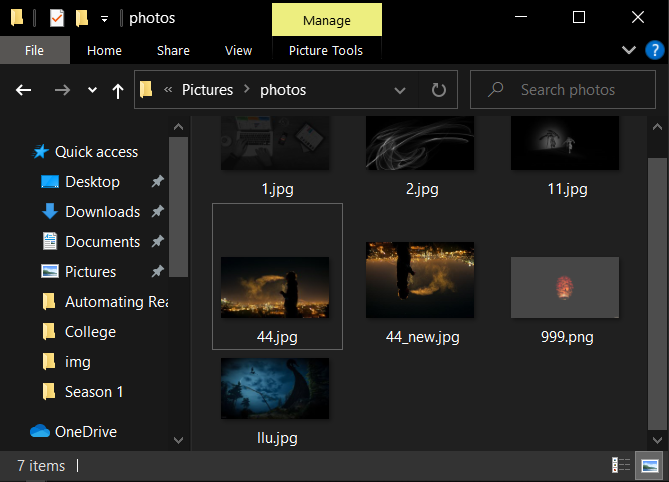 photos
Manage
File
Home
Share
View
Picture Tools
Pictures
photos
Search photos
Quick access
Desktop
Downloads
Documents
Pictures
Automating Rea
College
img
Season 1
OneDrive
1.jpg
2.jpg
11.jpg
44.jpg
44_new.jpg
999.png
llu.jpg
7 items